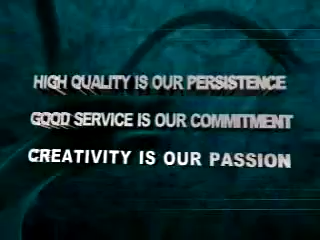 HIGH QUALITY IS OUR PERSISTENCE
GOOD SERVICE IS OUR COMMITMENT
CREATIVITY IS OUR PASSION